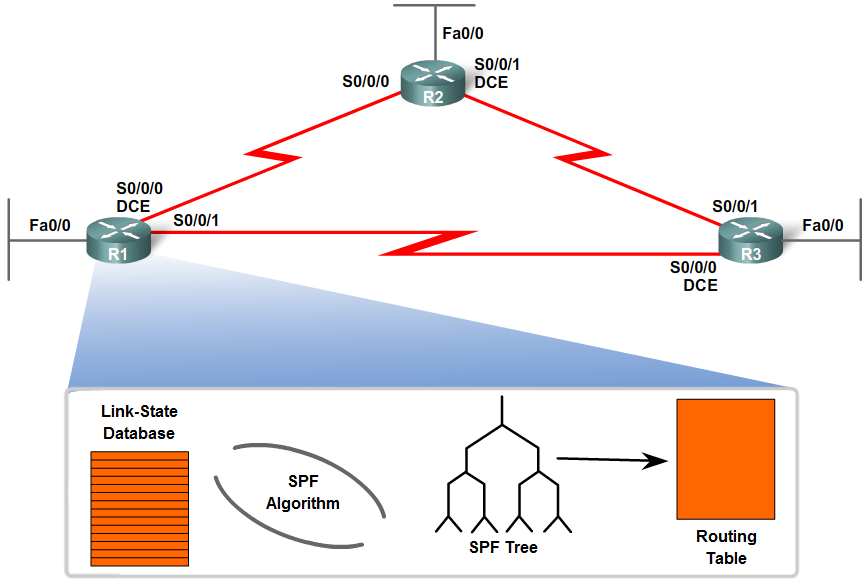 Fa0/0
S0/0/0
S0/0/1
DCE
R2
S0/0/0
DCE
S0/0/1
Fa0/0
R1
S0/0/1
Fa0/0
R3
S0/0/0
DCE
Link-State
Database
SPF
Algorithm
SPF Tree
Routing
Table